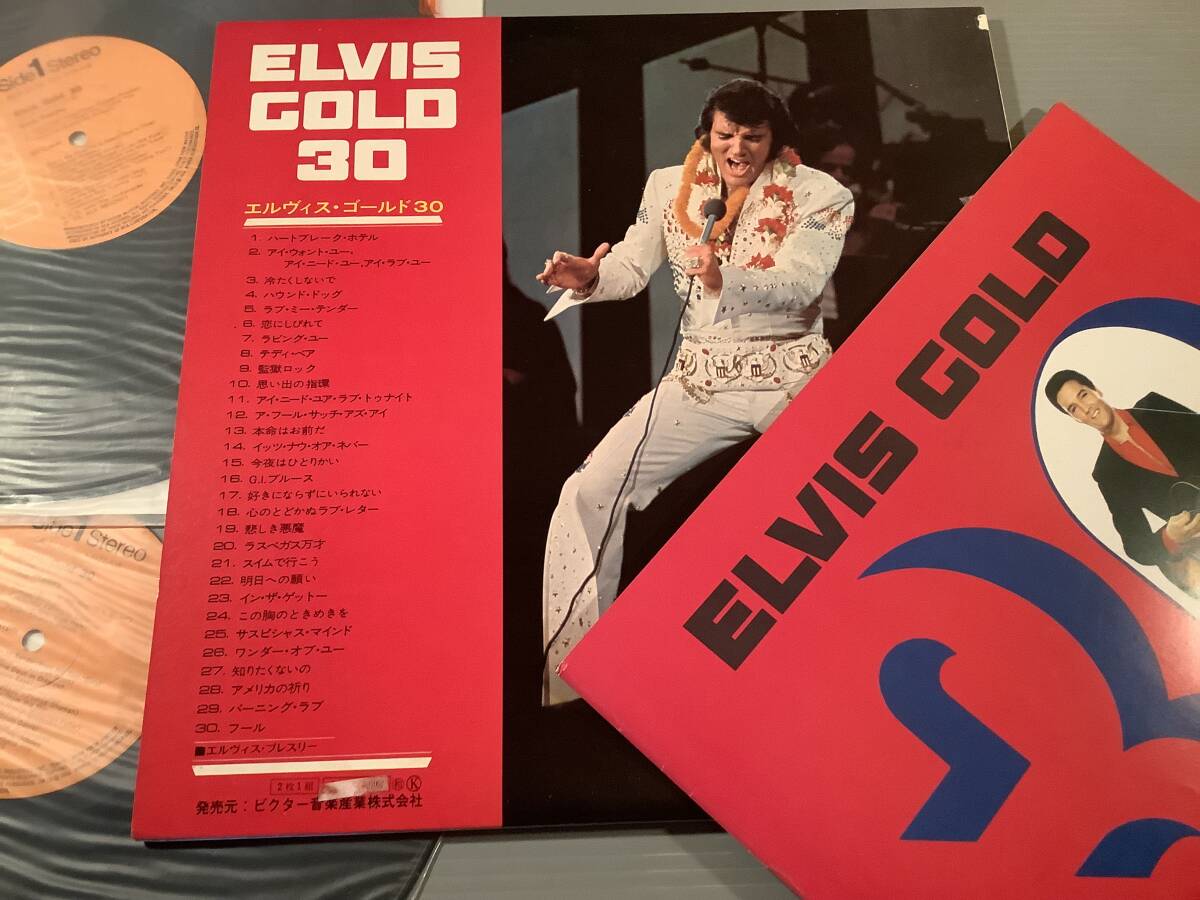 Side 1 Stereo
ELVIS
GOLD
30
エルヴィス・ゴールド30
1. ハートブレーク・ホテル
2. アイ・ウォント・ユー,
アイ・ニード・ユー,アイ・ラブ・ユー
3. 冷たくしないで
4. ハウンド・ドッグ
5. ラブ・ミー・テンダー
6. 恋にしびれて
7. ラビング・ユー
8. テディ・ベア
9. 監獄ロック
10. 思い出の指環
11. アイ・ニード・ユア・ラブ・トゥナイト
12. ア・フール・サッチ・アズ・アイ
13. 本命はお前だ
14. イッツ・ナウ・オア・ネバー
15. 今夜はひとりかい
16. G.I.ブルース
17. 好きにならずにいられない
18. 心のとどかぬラブ・レター
19. 悲しき悪魔
20. ラスベガス万才
21. スイムで行こう
22. 明日への願い
23. イン・ザ・ゲットー
24. この胸のときめきを
25. サスピシャス・マインド
26. ワンダー・オブ・ユー
27. 知りたくないの
28. アメリカの祈り
29. バーニング・ラブ
30. フール
■エルヴィス・プレスリー
2枚1組
K
発売元：ビクター音楽産業株式会社
ELVIS GOLD
Stereo